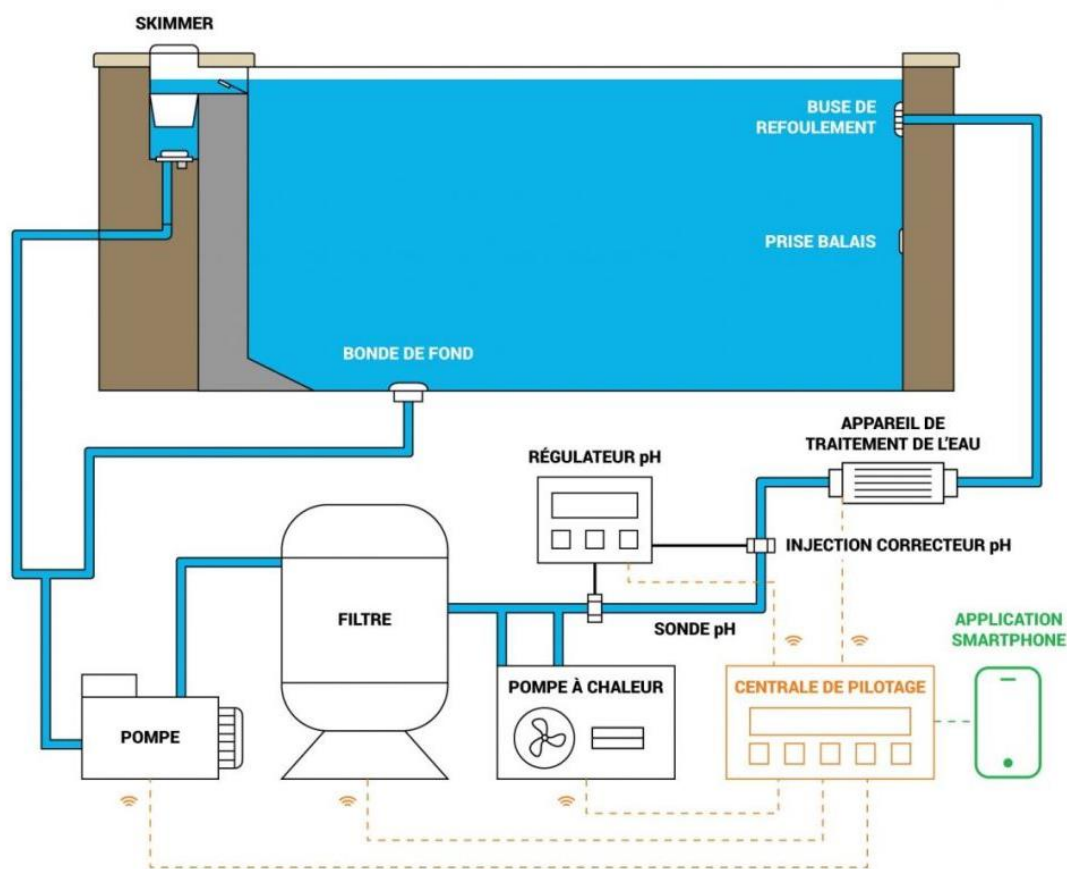 SKIMMER
BUSE DE
REFOULEMENT
PRISE BALAIS
BONDE DE FOND
APPAREIL DE
TRAITEMENT DE L'EAU
RÉGULATEUR pH
INJECTION CORRECTEUR pH
FILTRE
SONDE pH
APPLICATION
SMARTPHONE
POMPE À CHALEUR
CENTRALE DE PILOTAGE
POMPE